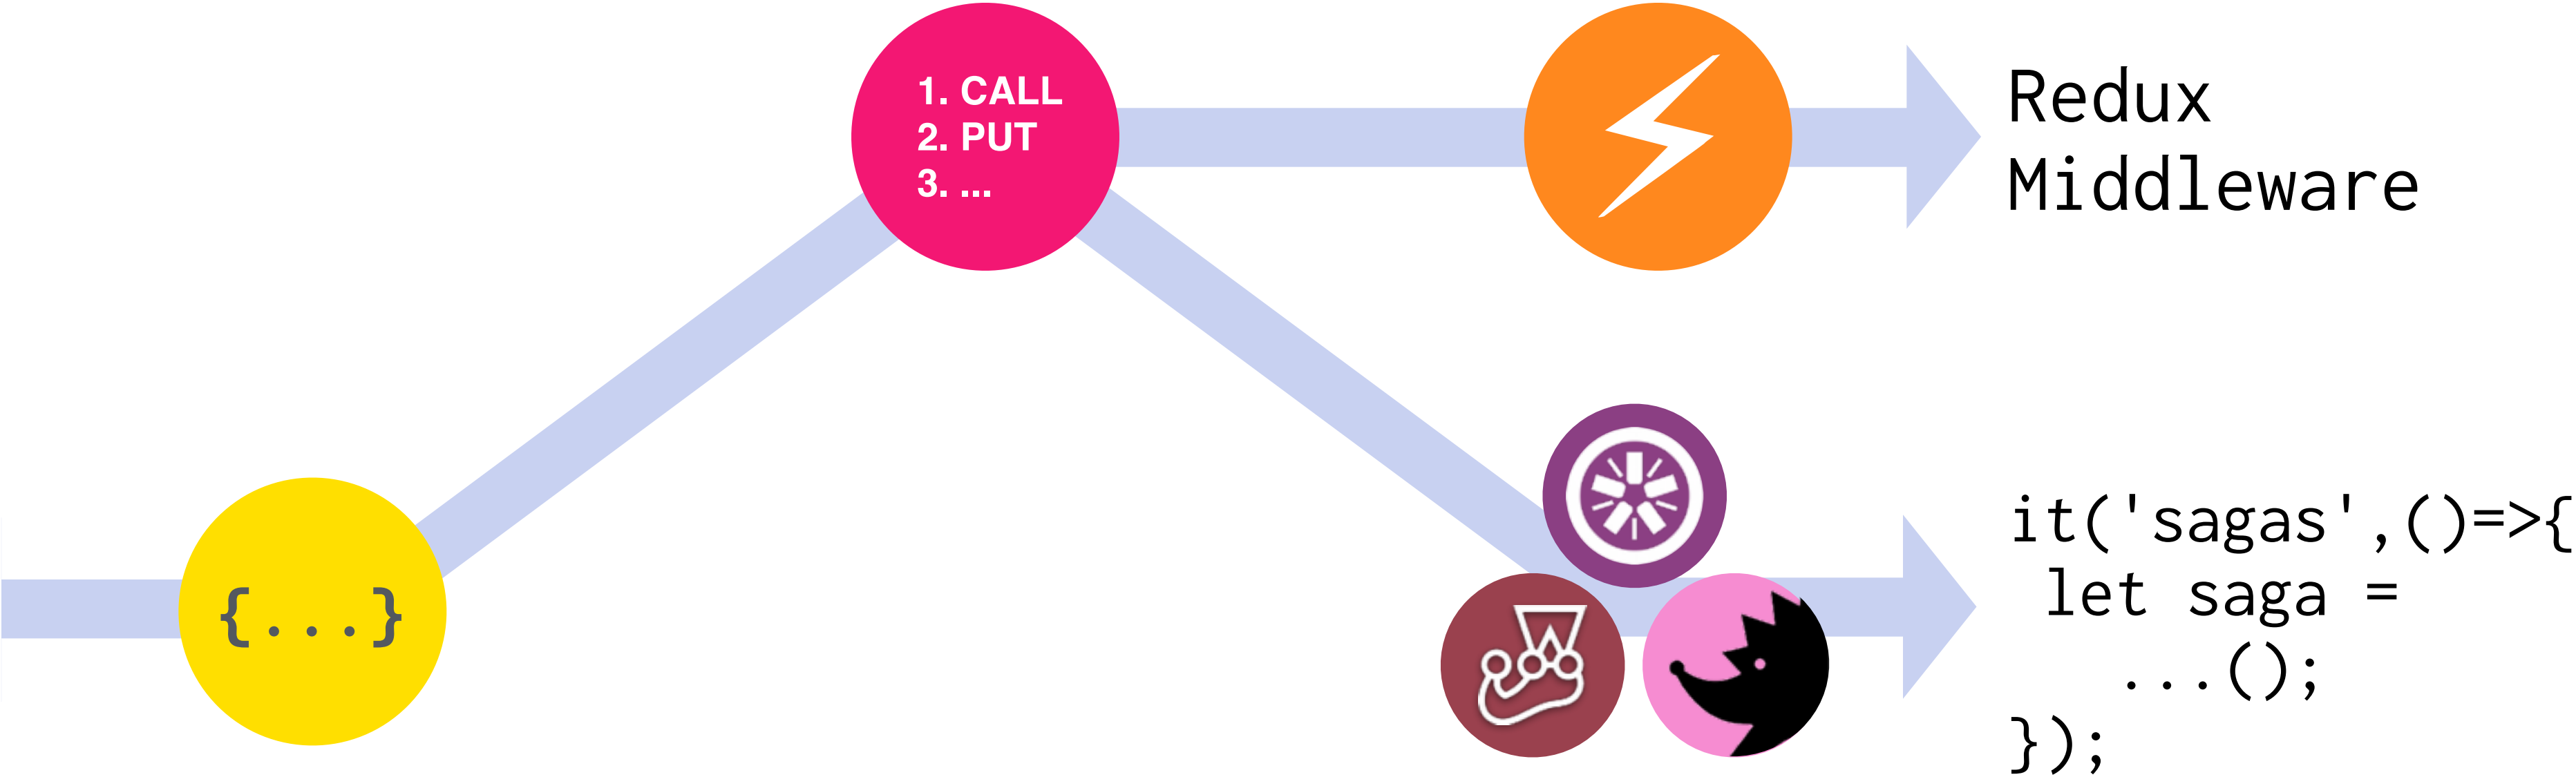 1. CALL
2. PUT
3. ...
Redux
Middleware
{...}
it('sagas',()=>{
let saga =
...();
});